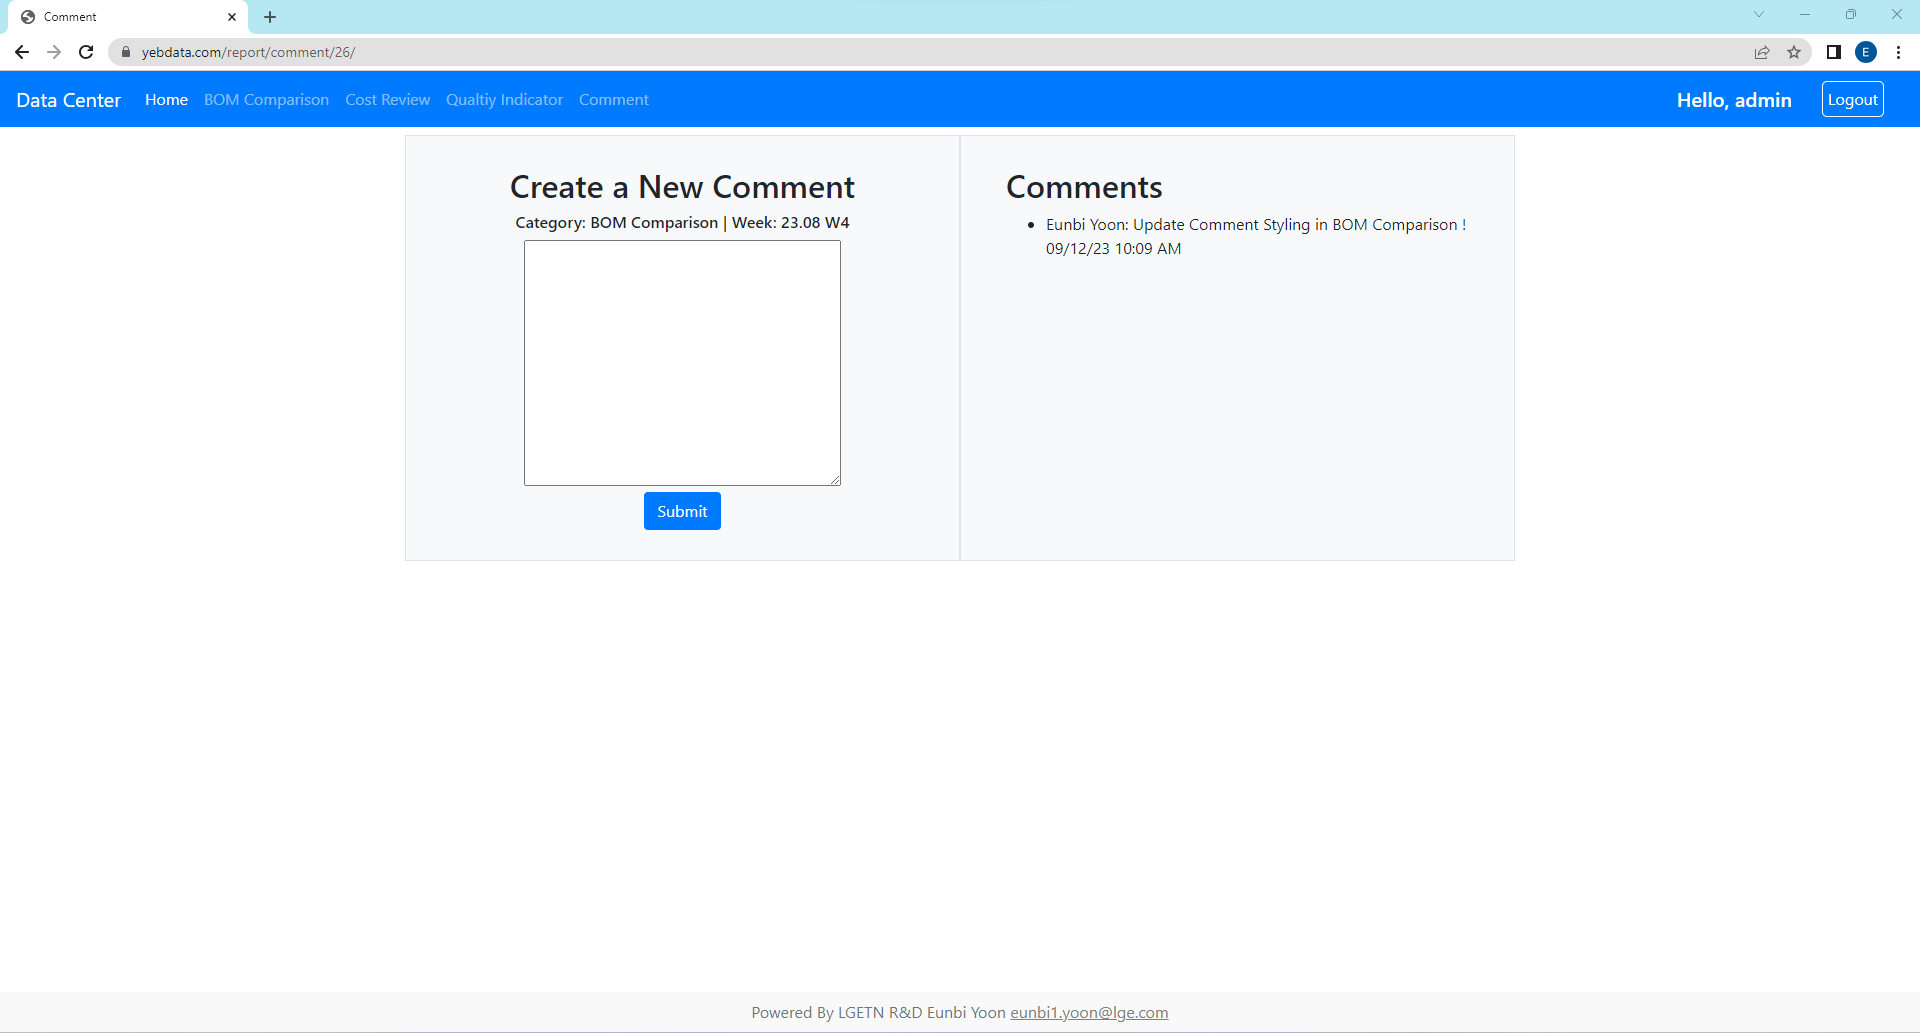 Comment
yebdata.com/report/comment/26/
E
Data Center Home BOM Comparison Cost Review Qualtiy Indicator Comment Hello, admin Logout
Create a New Comment
Category: BOM Comparison | Week: 23.08 W4
Submit
Comments
Eunbi Yoon: Update Comment Styling in BOM Comparison !
09/12/23 10:09 AM
Powered By LGETN R&D Eunbi Yoon eunbi1.yoon@lge.com